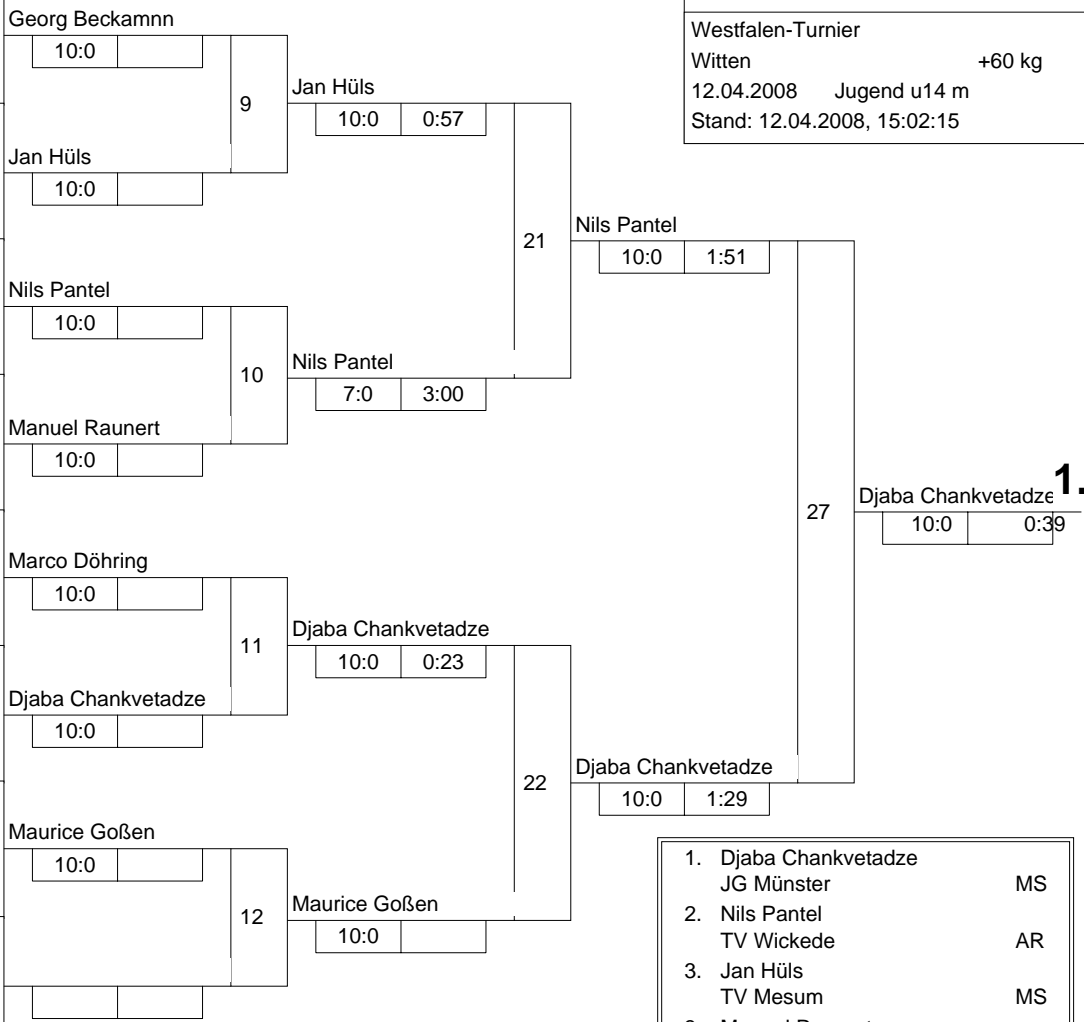 Georg Beckamnn
10:0
9
Jan Hüls
10:0
Jan Hüls
10:0 0:57
Nils Pantel
10:0
10
Manuel Raunert
10:0
Nils Pantel
7:0 3:00
21
Nils Pantel
10:0 1:51
Marco Döhring
10:0
11
Djaba Chankvetadze
10:0
Djaba Chankvetadze
10:0 0:23
Maurice Goßen
10:0
12
Maurice Goßen
10:0
22
Djaba Chankvetadze
10:0 1:29
27
Djaba Chankvetadze 1.
10:0 0:39
Westfalen-Turnier
Witten +60 kg
12.04.2008 Jugend u14 m
Stand: 12.04.2008, 15:02:15
1. Djaba Chankvetadze
JG Münster MS
2. Nils Pantel
TV Wickede AR
3. Jan Hüls
TV Mesum MS